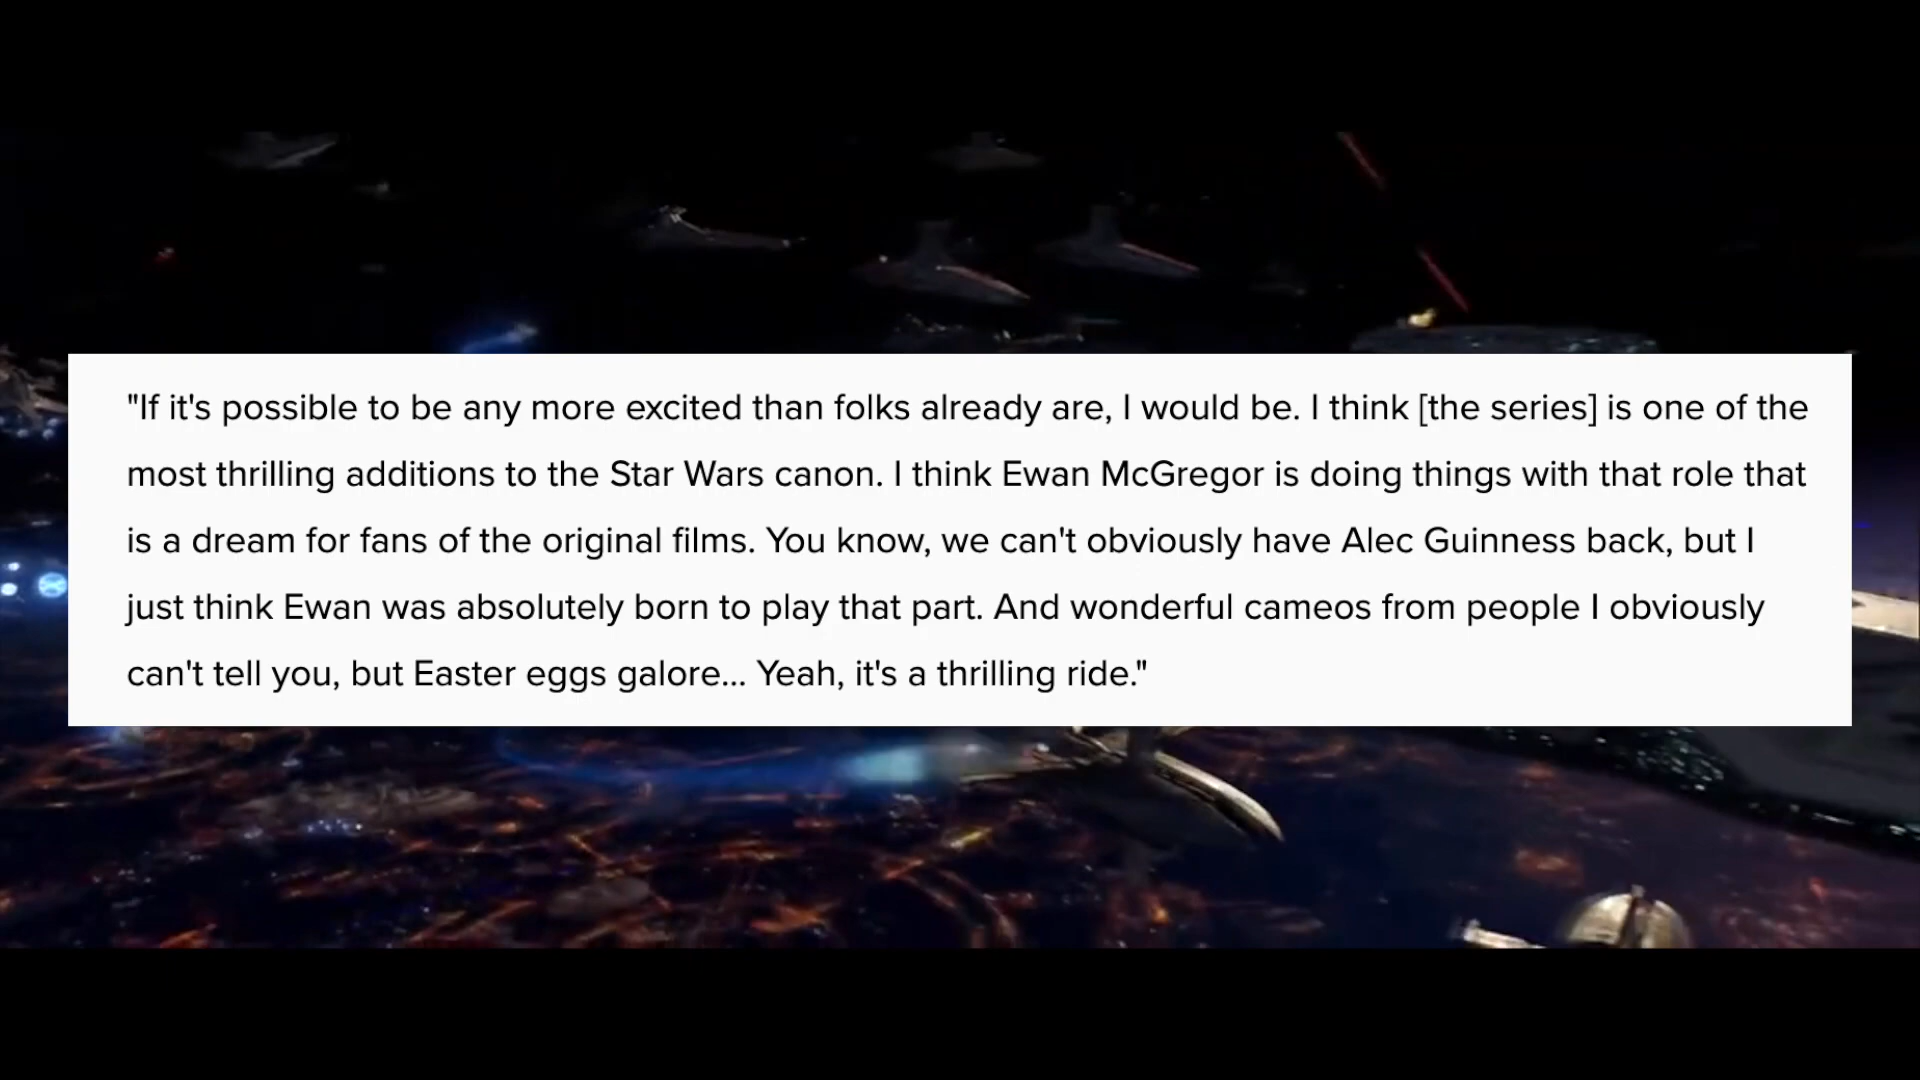 "If it's possible to be any more excited than folks already are, I would be. I think [the series] is one of the
most thrilling additions to the Star Wars canon. I think Ewan McGregor is doing things with that role that
is a dream for fans of the original films. You know, we can't obviously have Alec Guinness back, but I
just think Ewan was absolutely born to play that part. And wonderful cameos from people I obviously
can't tell you, but Easter eggs galore... Yeah, it's a thrilling ride."